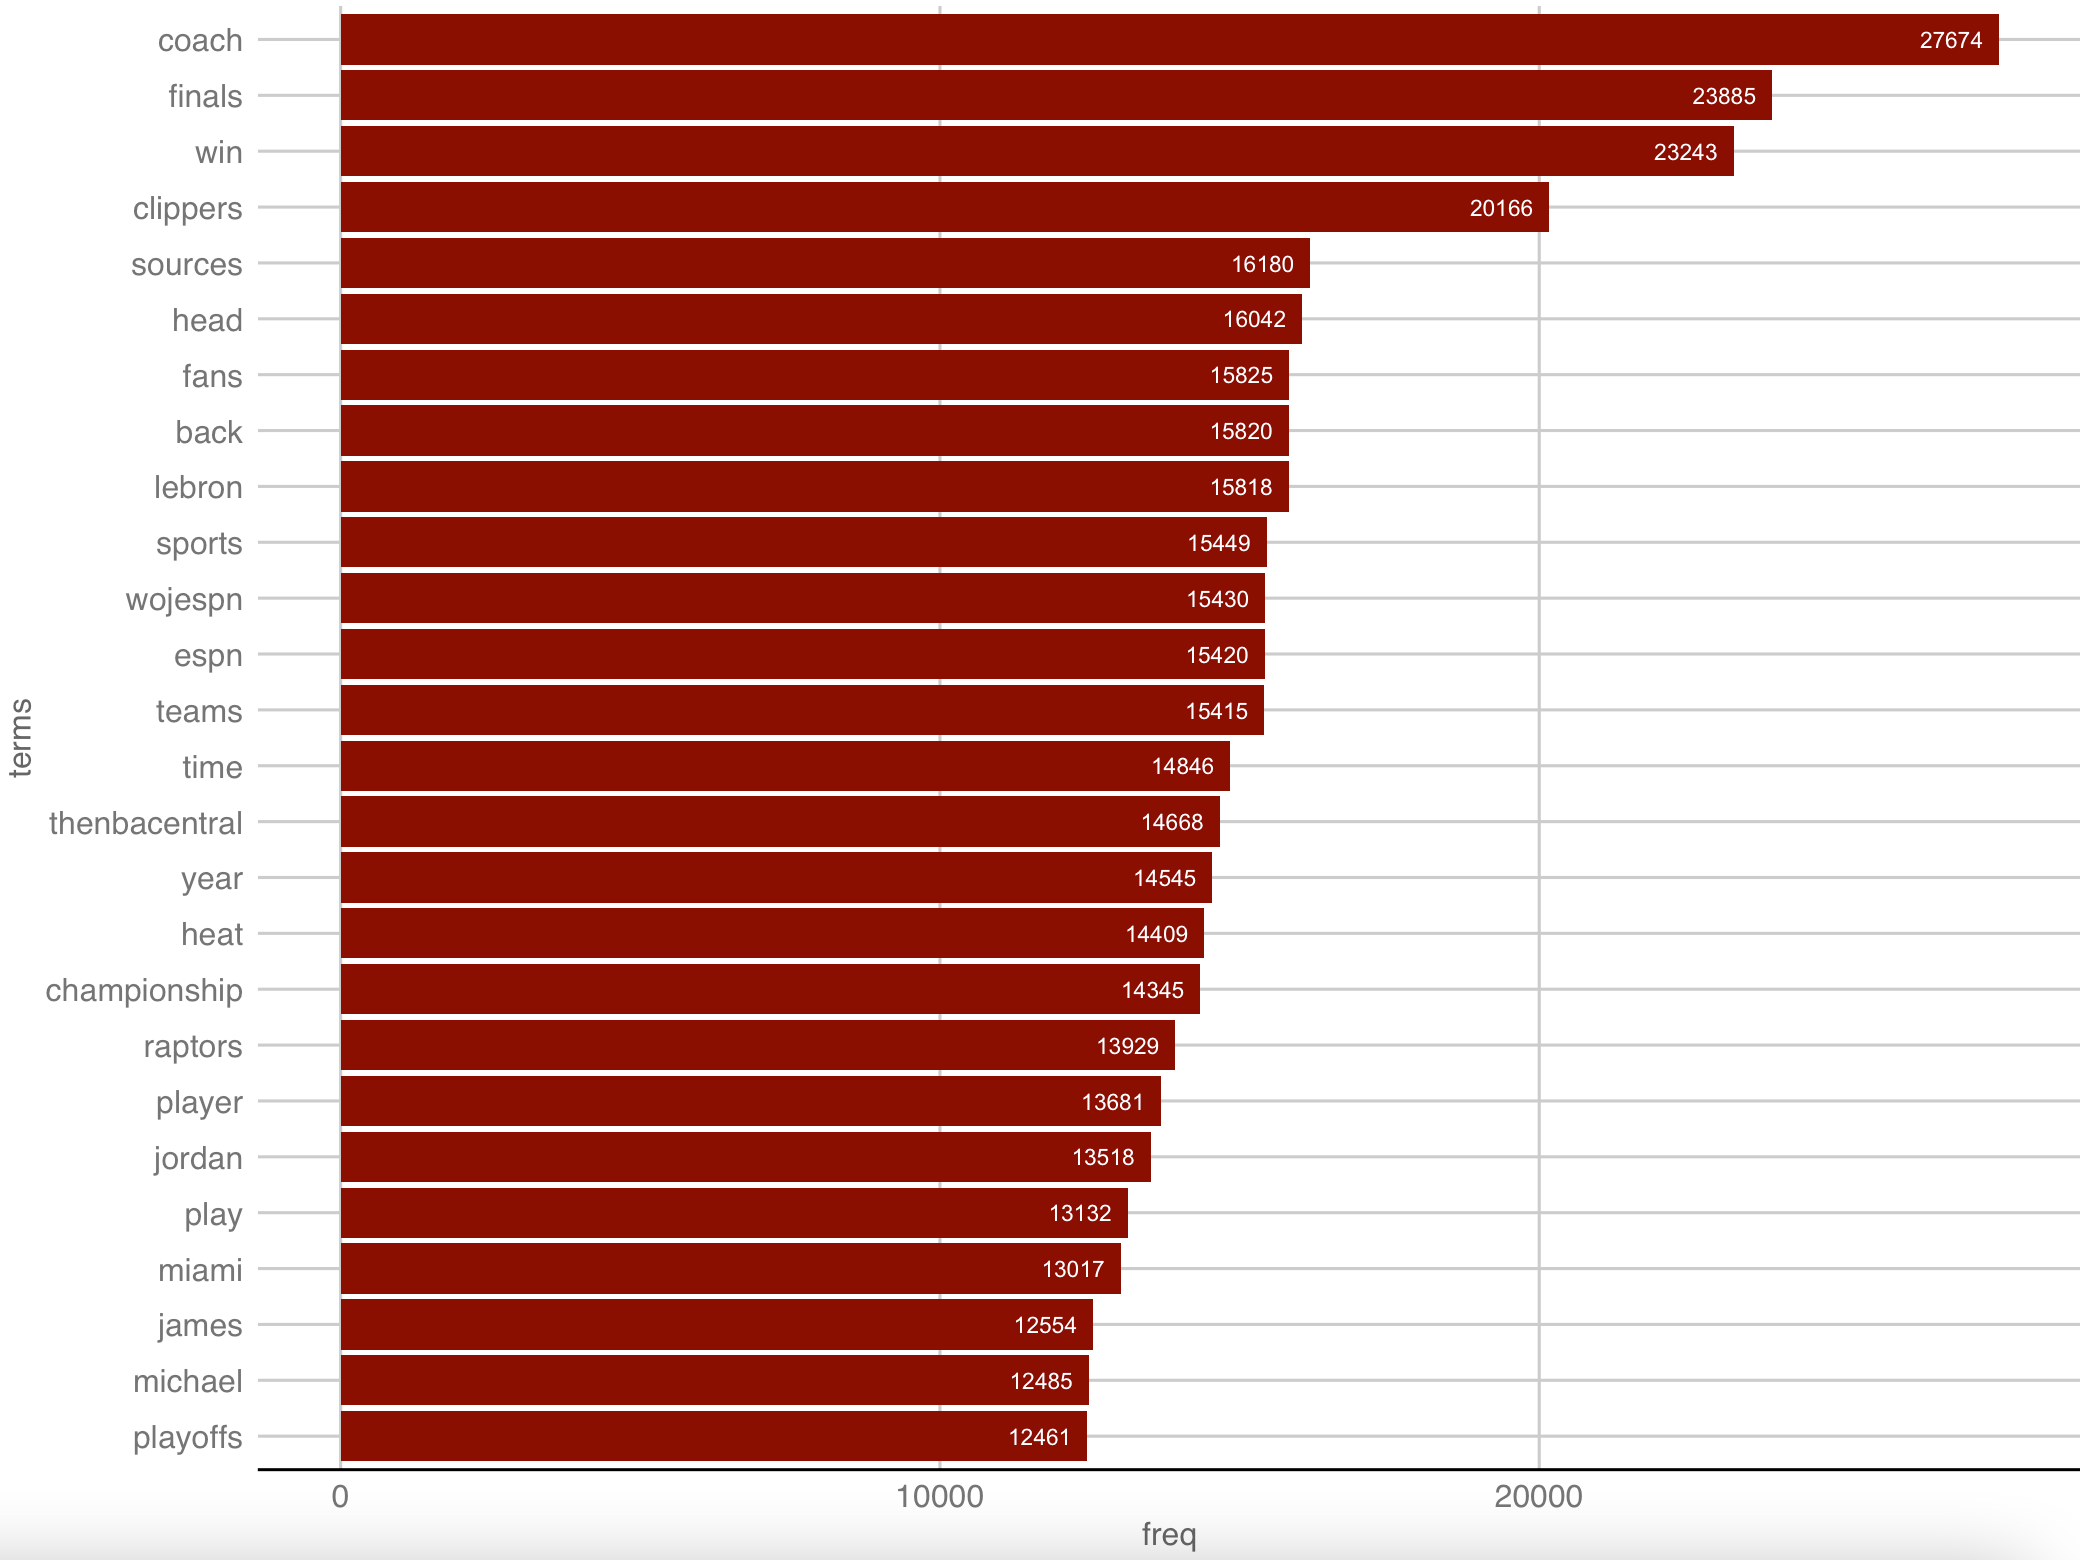 coach 27674
finals 23885
win 23243
clippers 20166
sources 16180
head 16042
fans 15825
back 15820
lebron 15818
sports 15449
wojespn 15430
espn 15420
teams 15415
time 14846
thenbacentral 14668
year 14545
heat 14409
championship 14345
raptors 13929
player 13681
jordan 13518
play 13132
miami 13017
james 12554
michael 12485
playoffs 12461
terms
0 10000 20000
freq